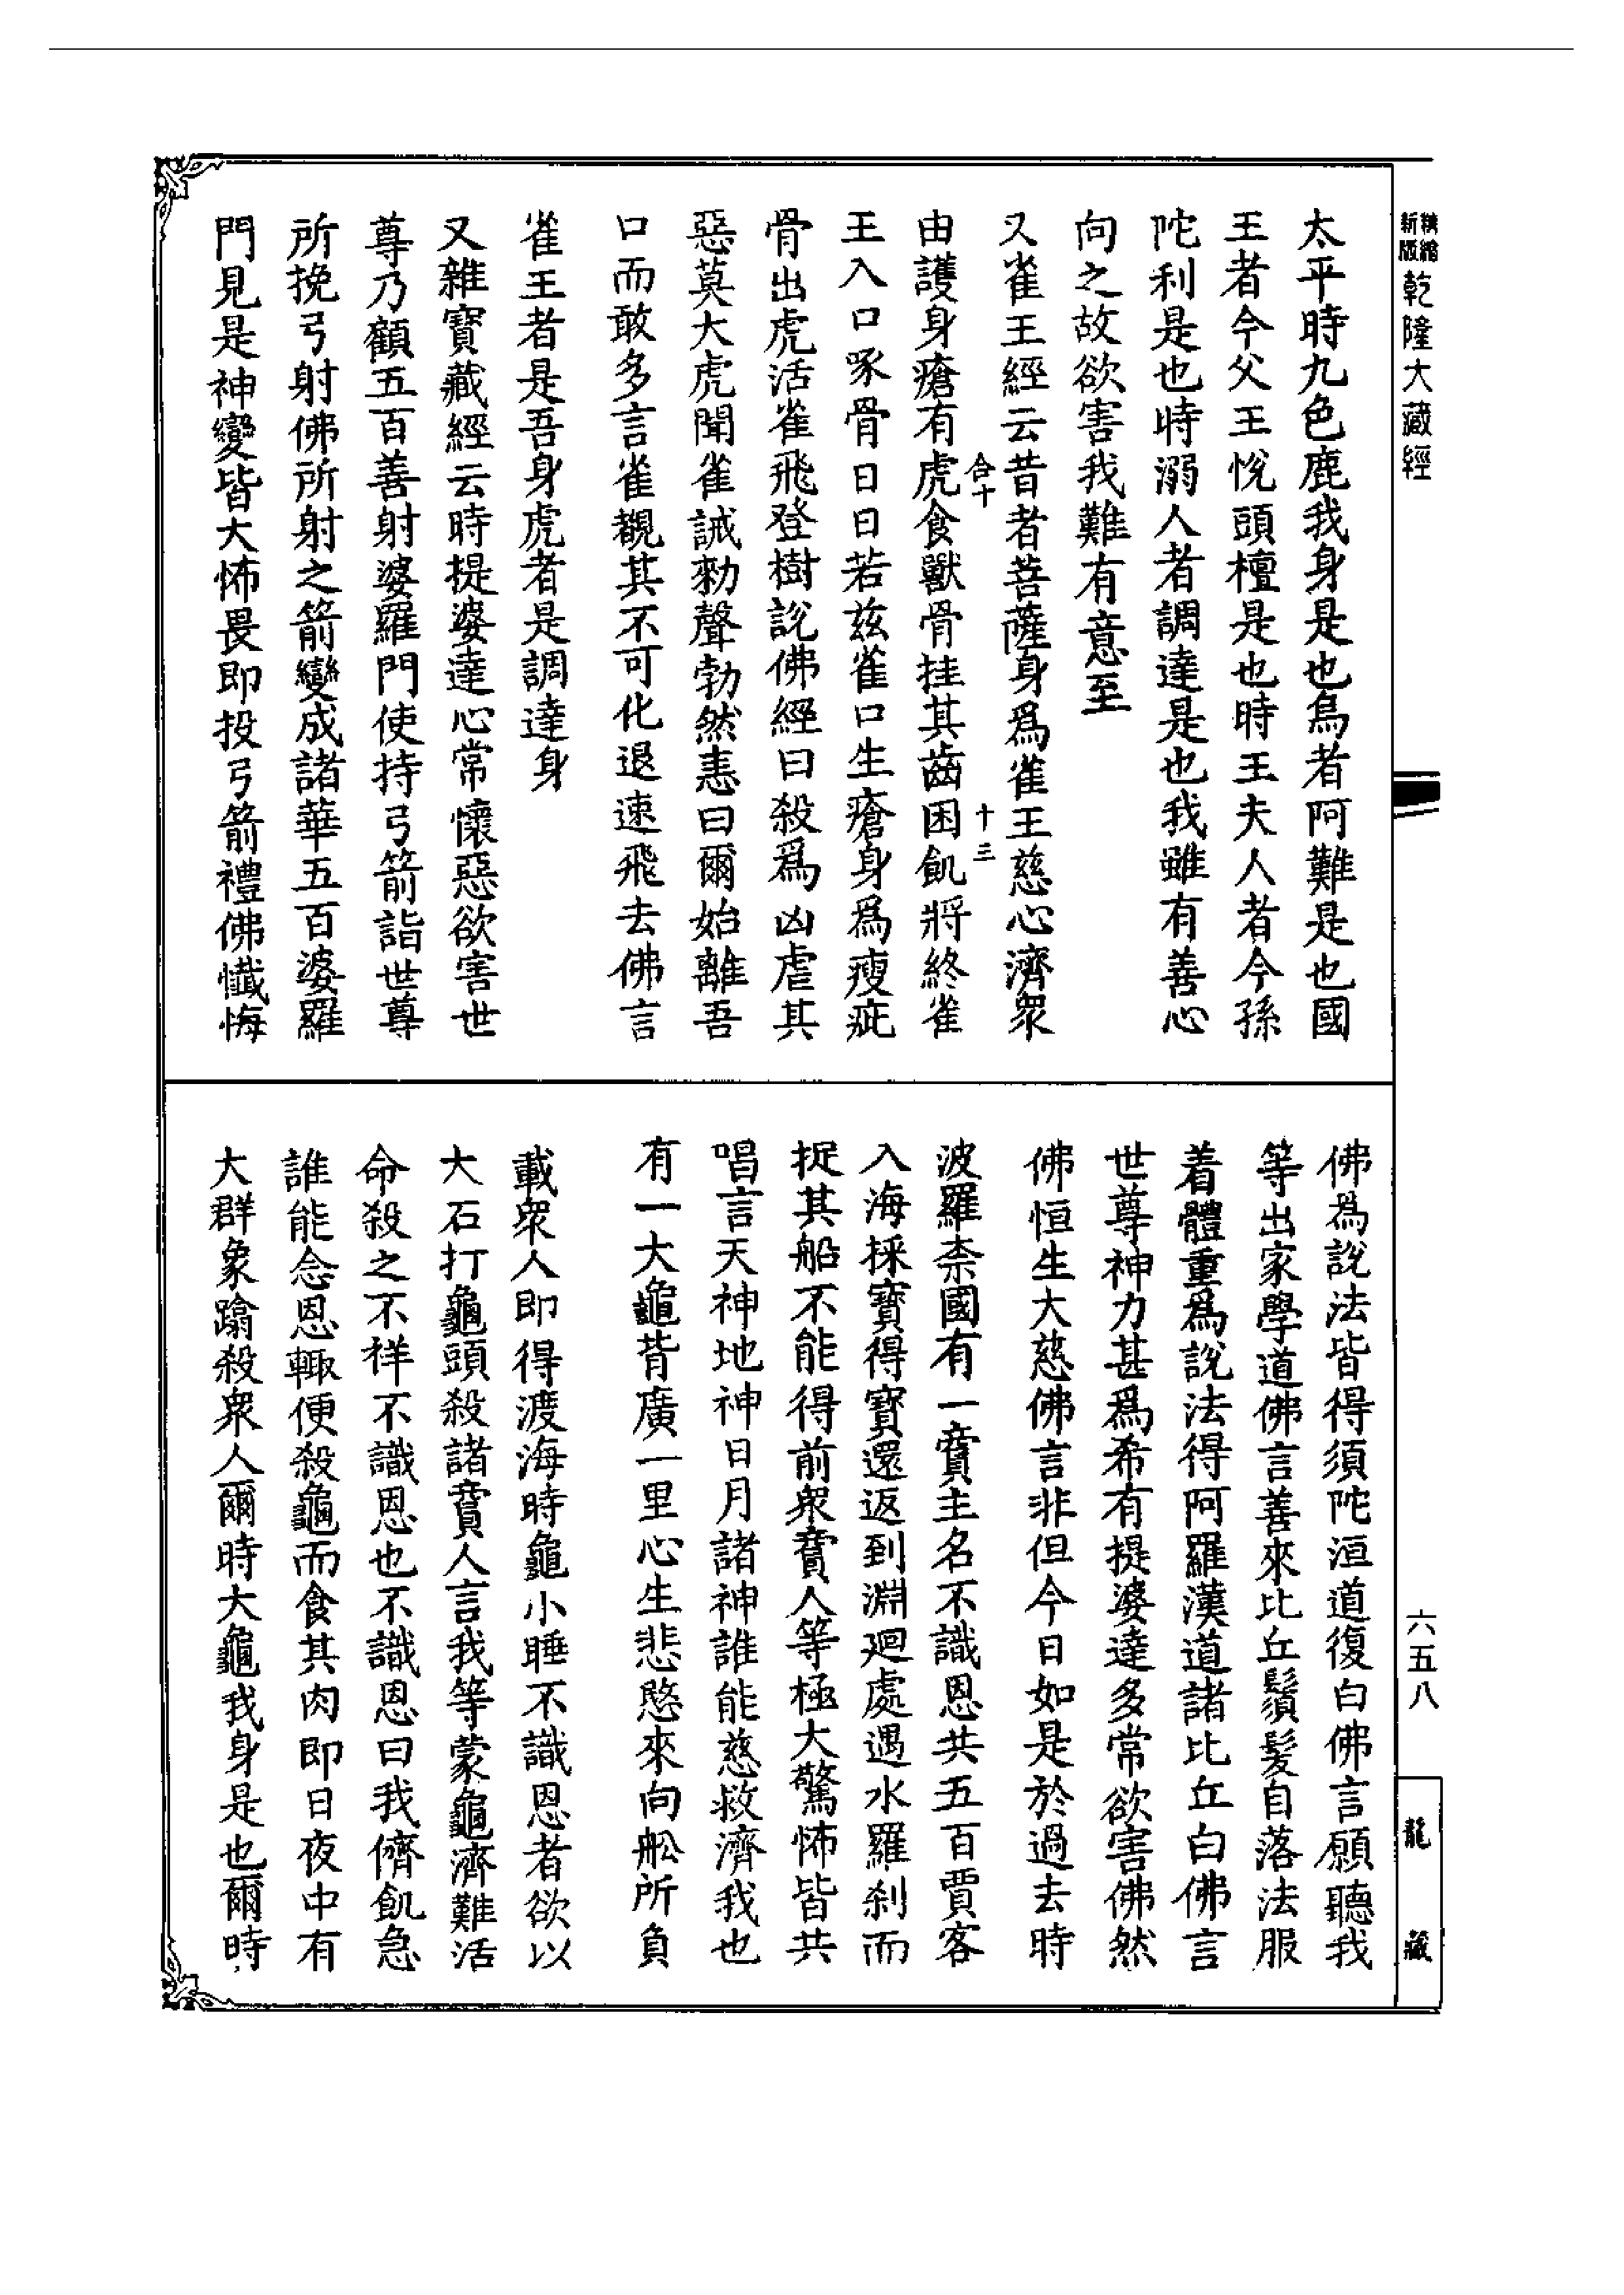 精縮
新版
乾隆大藏經
太平時九色鹿我身是也烏者阿難是也國
王者今父王悅頭檀是也時王夫人者今孫
陀利是也時溺人者調達是也我雖有善心
向之故欲害我難有意至
又雀王經云昔者菩薩身爲雀王慈心濟衆
合十
十三
由護身瘡有虎食獸骨挂其齒困飢將終雀
王入口啄骨日日若茲雀口生瘡身爲瘦疵
骨出虎活雀飛登樹說佛經曰殺爲凶虐其
惡莫大虎聞雀誡勑聲勃然恚曰爾始離吾
口而敢多言雀覩其不可化退速飛去佛言
雀王者是吾身虎者是調達身
又雜寶藏經云時提婆達心常懷惡欲害世
尊乃顧五百善射婆羅門使持弓箭詣世尊
所挽弓射佛所射之箭變成諸華五百婆羅
門見是神變皆大怖畏即投弓箭禮佛懺悔
佛爲說法皆得須陀洹道復白佛言願聽我
等出家學道佛言善來比丘鬚髮自落法服
着體重爲說法得阿羅漢道諸比丘白佛言
世尊神力甚爲希有提婆達多常欲害佛然
佛恒生大慈佛言非但今日如是於過去時
波羅柰國有一賣主名不識恩共五百賈客
入海採寶得寶還返到淵廻處遇水羅刹而
捉其船不能得前衆賣人等極大驚怖皆共
唱言天神地神日月諸神誰能慈救濟我也
有一大龜背廣一里心生悲愍來向舩所負
載衆人即得渡海時龜小睡不識恩者欲以
大石打龜頭殺諸賣人言我等蒙龜濟難活
命殺之不祥不識恩也不識恩曰我儕飢急
誰能念恩輙便殺龜而食其肉即日夜中有
大群象蹹殺衆人爾時大龜我身是也爾時
六五八
龍藏